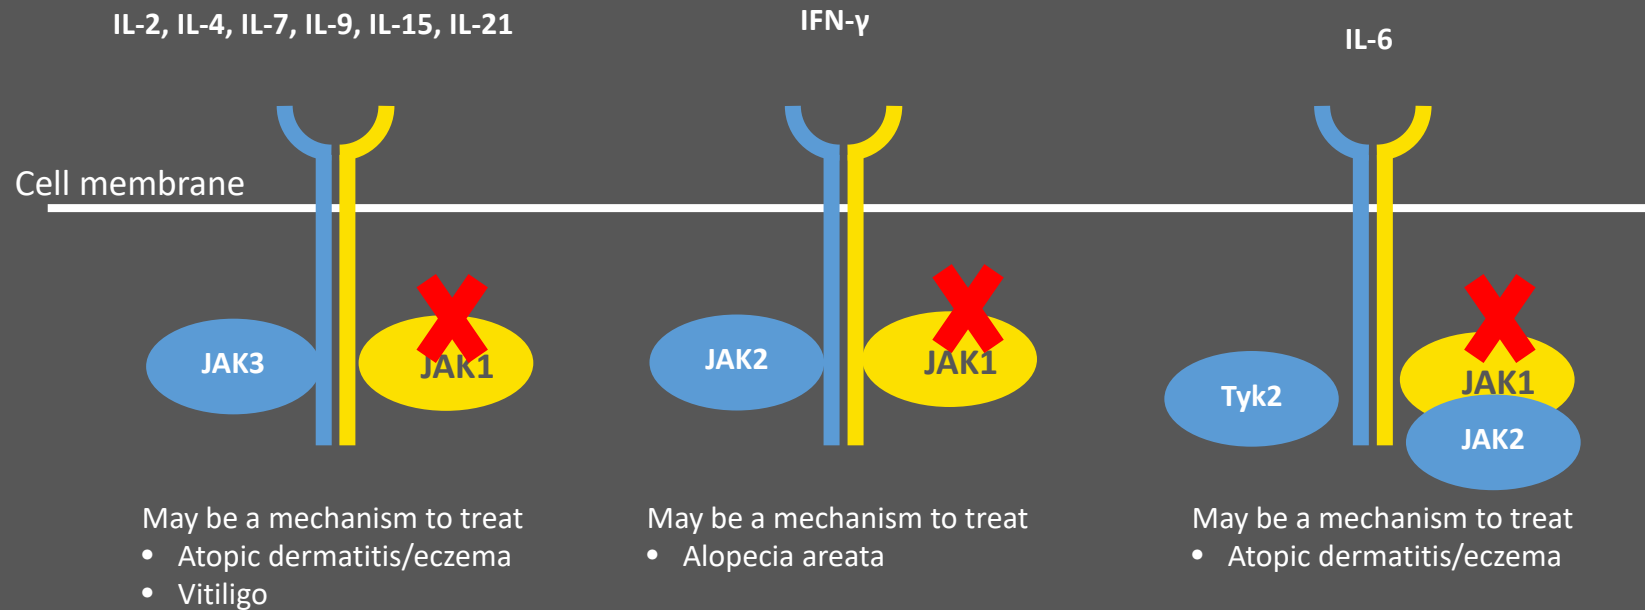 IL-2, IL-4, IL-7, IL-9, IL-15, IL-21
IFN-γ
IL-6
Cell membrane
JAK3
JAK1
JAK2
JAK1
Tyk2
JAK1
JAK2
May be a mechanism to treat
• Atopic dermatitis/eczema
• Vitiligo
May be a mechanism to treat
• Alopecia areata
May be a mechanism to treat
• Atopic dermatitis/eczema